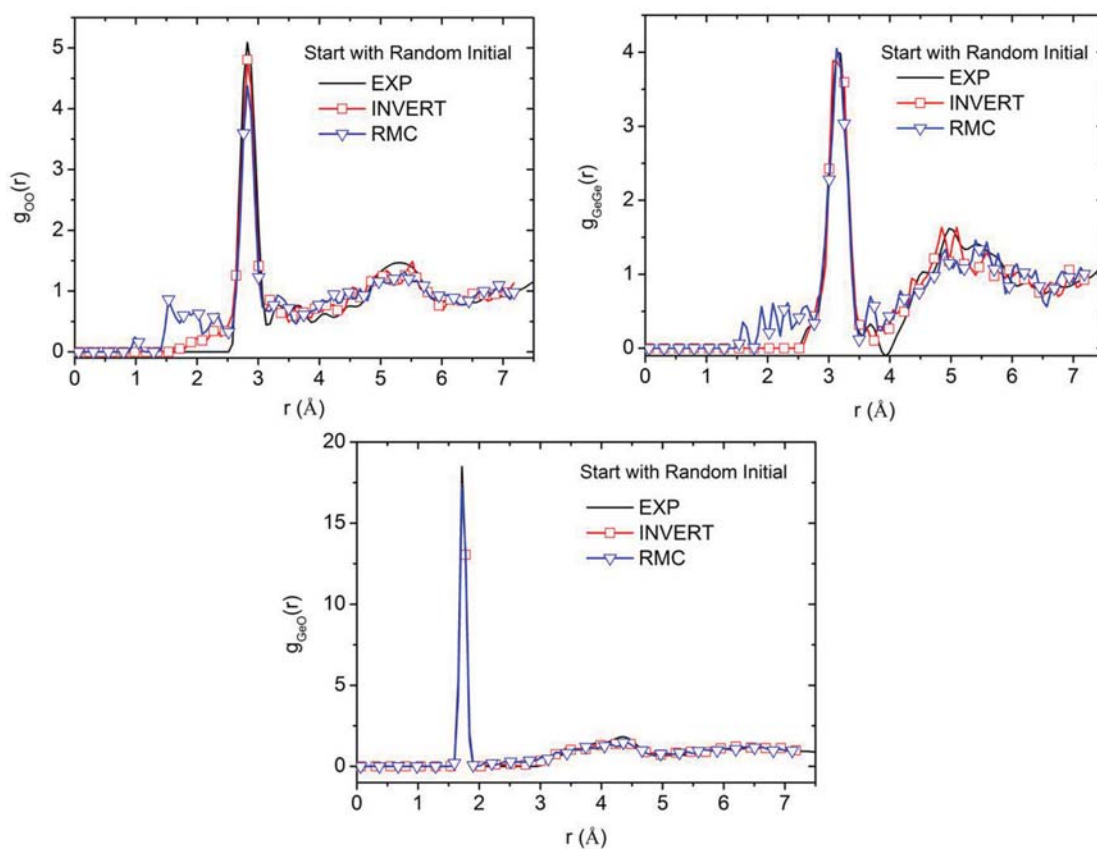 Start with Random Initial
EXP
INVERT
RMC
g_OO(r)
5
4
3
2
1
0
0 1 2 3 4 5 6 7
r (Å)
Start with Random Initial
EXP
INVERT
RMC
g_GeGe(r)
4
3
2
1
0
0 1 2 3 4 5 6 7
r (Å)
Start with Random Initial
EXP
INVERT
RMC
g_GeO(r)
20
15
10
5
0
0 1 2 3 4 5 6 7
r (Å)